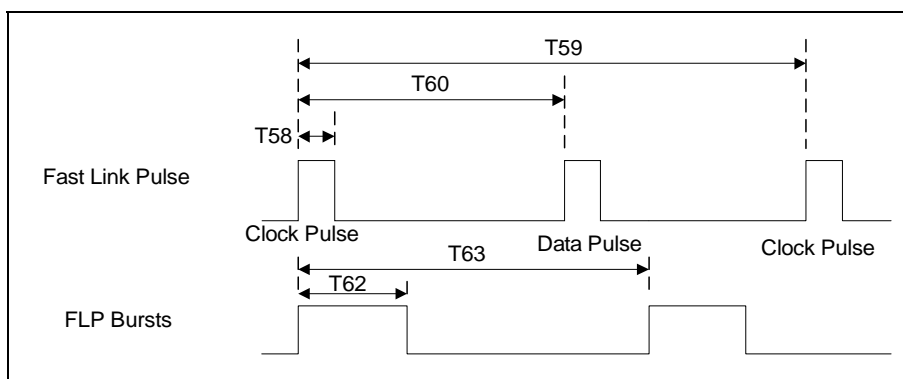 T59
T60
T58
Fast Link Pulse
Clock Pulse
Data Pulse
Clock Pulse
T63
T62
FLP Bursts